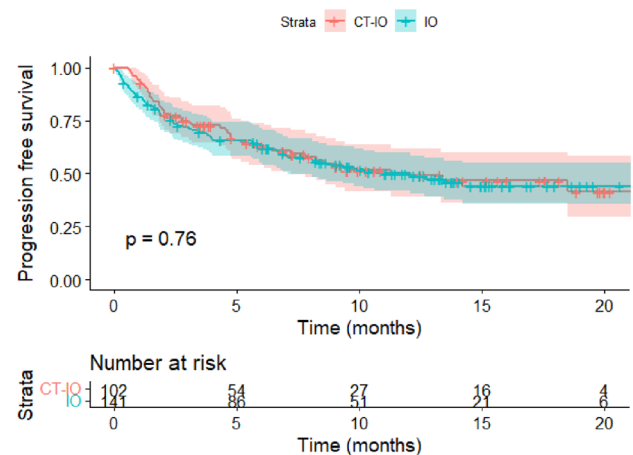 Strata CT-IO IO
Progression free survival
1.00
0.75
0.50
0.25
0.00
p = 0.76
0 5 10 15 20
Time (months)
Number at risk
Strata
CT-IO 102 54 27 16 4
IO 141 86 51 21 6
0 5 10 15 20
Time (months)